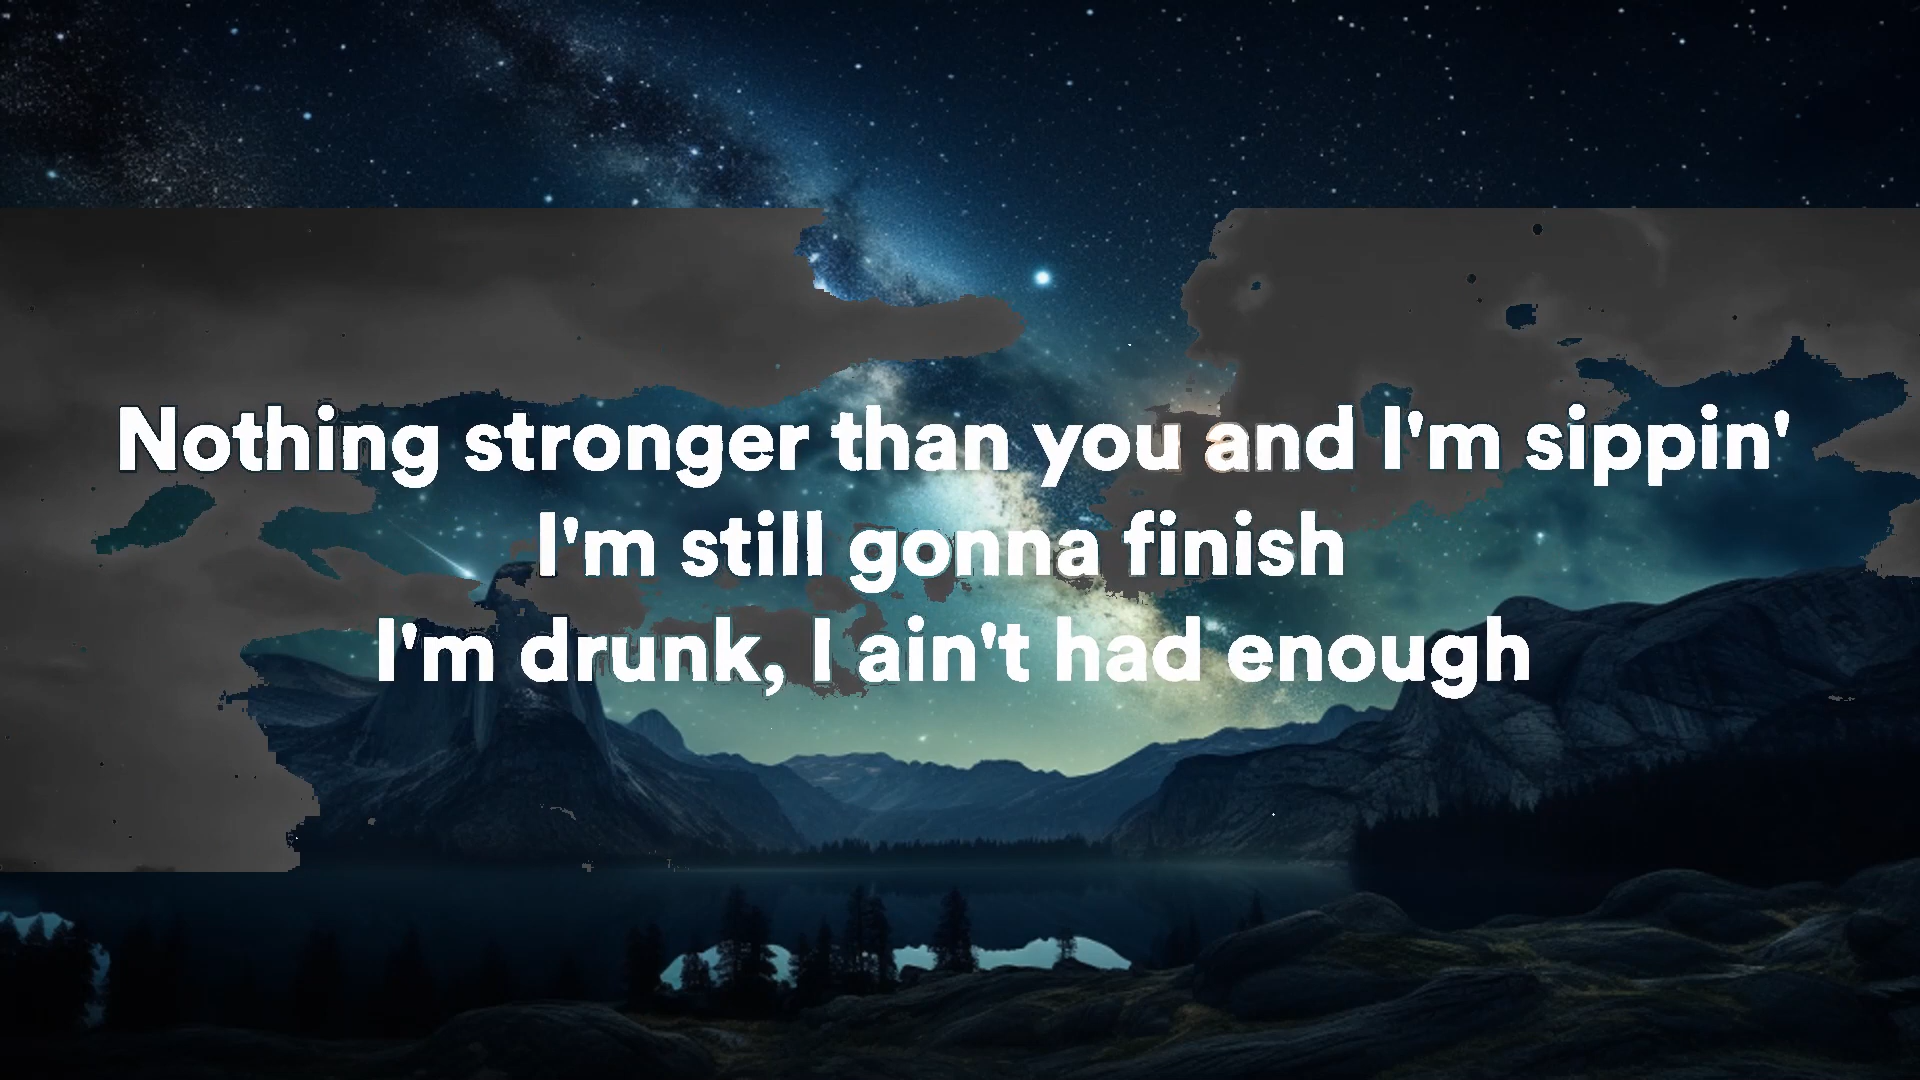 Nothing stronger than you and I'm sippin'
I'm still gonna finish
I'm drunk, I ain't had enough